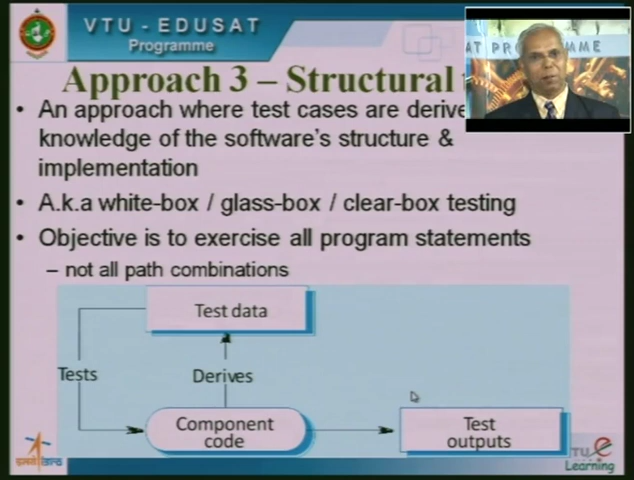 VTU - EDUSAT
Programme
AT PROGRAMME
Approach 3 – Structural
• An approach where test cases are derive
knowledge of the software's structure &
implementation
• A.k.a white-box / glass-box / clear-box testing
• Objective is to exercise all program statements
– not all path combinations
Test data
Tests
Derives
Component
code
Test
outputs
Learning